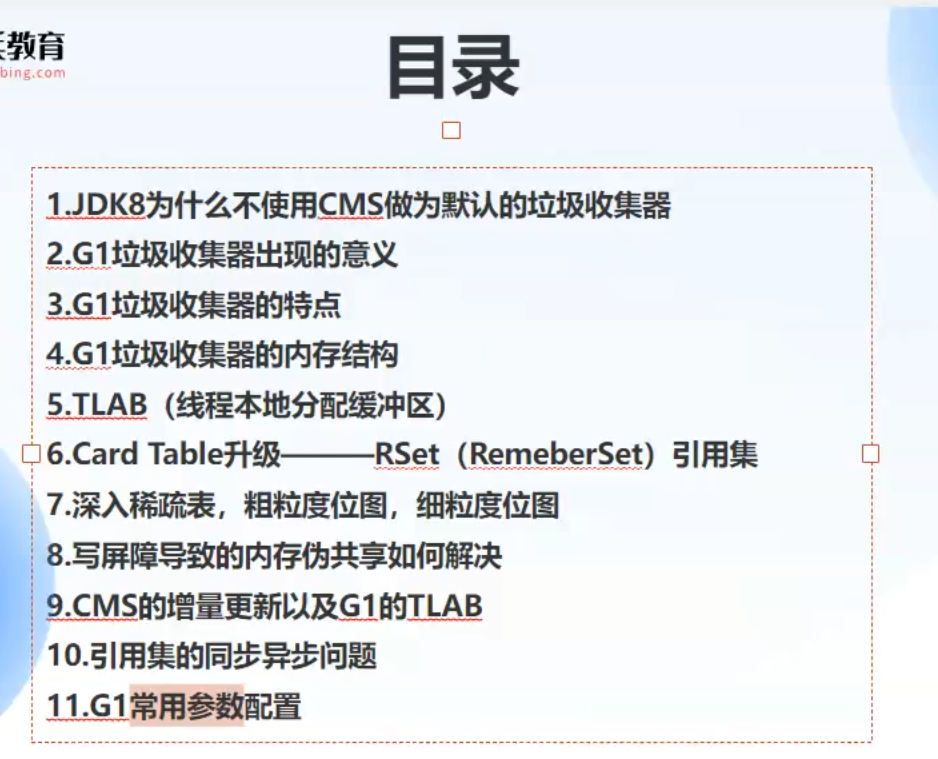 教育
bing.com
目录
1.JDK8为什么不使用CMS做为默认的垃圾收集器
2.G1垃圾收集器出现的意义
3.G1垃圾收集器的特点
4.G1垃圾收集器的内存结构
5.TLAB（线程本地分配缓冲区）
6.Card Table升级———RSet（RemeberSet）引用集
7.深入稀疏表，粗粒度位图，细粒度位图
8.写屏障导致的内存伪共享如何解决
9.CMS的增量更新以及G1的TLAB
10.引用集的同步异步问题
11.G1常用参数配置